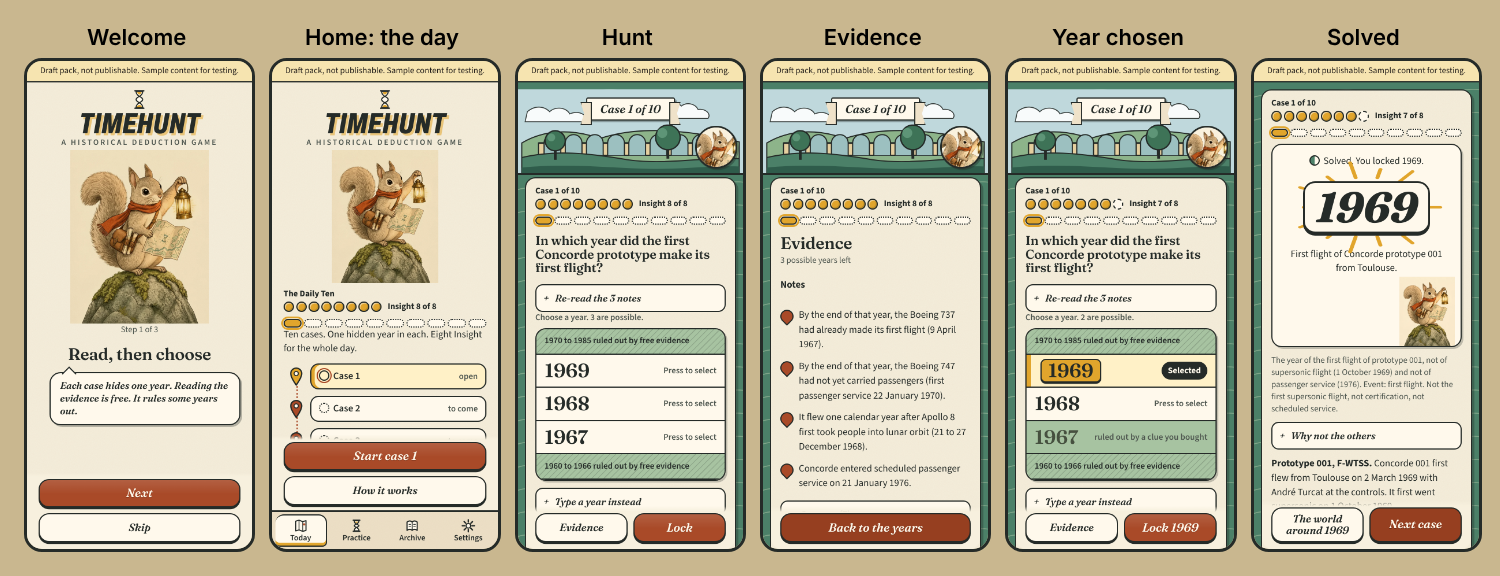 Welcome
Draft pack, not publishable. Sample content for testing.
TIMEHUNT
A HISTORICAL DEDUCTION GAME
Step 1 of 3
Read, then choose
Each case hides one year. Reading the
evidence is free. It rules some years
out.
Next
Skip
Home: the day
Draft pack, not publishable. Sample content for testing.
TIMEHUNT
A HISTORICAL DEDUCTION GAME
The Daily Ten
Insight 8 of 8
Ten cases. One hidden year in each. Eight Insight
for the whole day.
Case 1
open
Case 2
to come
Start case 1
How it works
Today
Practice
Archive
Settings
Hunt
Draft pack, not publishable. Sample content for testing.
Case 1 of 10
Case 1 of 10
Insight 8 of 8
In which year did the first
Concorde prototype make its
first flight?
+ Re-read the 3 notes
Choose a year. 3 are possible.
1970 to 1985 ruled out by free evidence
1969
Press to select
1968
Press to select
1967
Press to select
1960 to 1966 ruled out by free evidence
+ Type a year instead
Evidence
Lock
Evidence
Draft pack, not publishable. Sample content for testing.
Case 1 of 10
Case 1 of 10
Insight 8 of 8
Evidence
3 possible years left
Notes
By the end of that year, the Boeing 737
had already made its first flight (9 April
1967).
By the end of that year, the Boeing 747
had not yet carried passengers (first
passenger service 22 January 1970).
It flew one calendar year after Apollo 8
first took people into lunar orbit (21 to 27
December 1968).
Concorde entered scheduled passenger
service on 21 January 1976.
Back to the years
Year chosen
Draft pack, not publishable. Sample content for testing.
Case 1 of 10
Case 1 of 10
Insight 7 of 8
In which year did the first
Concorde prototype make its
first flight?
+ Re-read the 3 notes
Choose a year. 2 are possible.
1970 to 1985 ruled out by free evidence
1969
Selected
1968
Press to select
1967
ruled out by a clue you bought
1960 to 1966 ruled out by free evidence
+ Type a year instead
Evidence
Lock 1969
Solved
Draft pack, not publishable. Sample content for testing.
Case 1 of 10
Insight 7 of 8
Solved. You locked 1969.
1969
First flight of Concorde prototype 001
from Toulouse.
The year of the first flight of prototype 001, not of
supersonic flight (1 October 1969) and not of
passenger service (1976). Event: first flight. Not the
first supersonic flight, not certification, not
scheduled service.
+ Why not the others
Prototype 001, F-WTSS. Concorde 001 first
flew from Toulouse on 2 March 1969 with
André Turcat at the controls. It first went
The world
around 1969
Next case